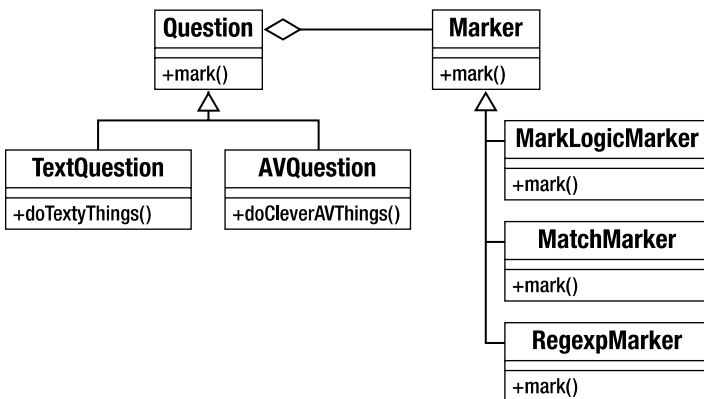 Question
+mark()
Marker
+mark()
TextQuestion
+doTextyThings()
AVQuestion
+doCleverAVThings()
MarkLogicMarker
+mark()
MatchMarker
+mark()
RegexpMarker
+mark()